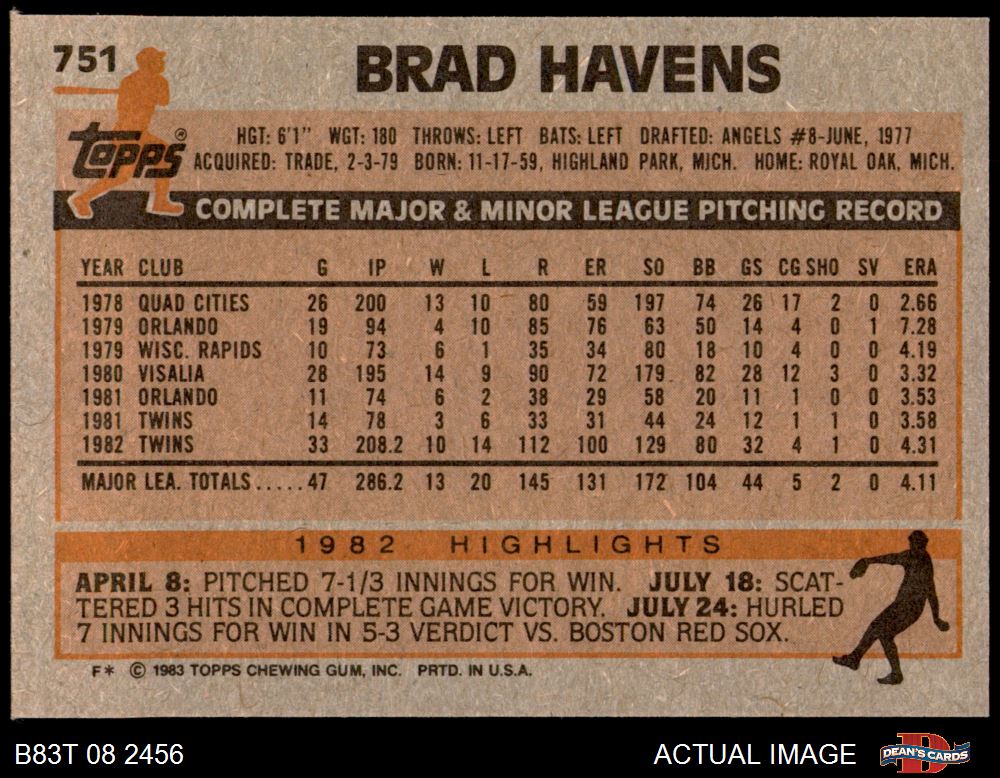 751
BRAD HAVENS
Topps®
HGT: 6'1" WGT: 180 THROWS: LEFT BATS: LEFT DRAFTED: ANGELS #8-JUNE, 1977
ACQUIRED: TRADE, 2-3-79 BORN: 11-17-59, HIGHLAND PARK, MICH. HOME: ROYAL OAK, MICH.
COMPLETE MAJOR & MINOR LEAGUE PITCHING RECORD
YEAR CLUB G IP W L R ER SO BB GS CG SHO SV ERA
1978 QUAD CITIES 26 200 13 10 80 59 197 74 26 17 2 0 2.66
1979 ORLANDO 19 94 4 10 85 76 63 50 14 4 0 1 7.28
1979 WISC. RAPIDS 10 73 6 1 35 34 80 18 10 4 0 0 4.19
1980 VISALIA 28 195 14 9 90 72 179 82 28 12 3 0 3.32
1981 ORLANDO 11 74 6 2 38 29 58 20 11 1 0 0 3.53
1981 TWINS 14 78 3 6 33 31 44 24 12 1 1 0 3.58
1982 TWINS 33 208.2 10 14 112 100 129 80 32 4 1 0 4.31
MAJOR LEA. TOTALS.....47 286.2 13 20 145 131 172 104 44 5 2 0 4.11
1982 HIGHLIGHTS
APRIL 8: PITCHED 7-1/3 INNINGS FOR WIN. JULY 18: SCAT-
TERED 3 HITS IN COMPLETE GAME VICTORY. JULY 24: HURLED
7 INNINGS FOR WIN IN 5-3 VERDICT VS. BOSTON RED SOX.
F* © 1983 TOPPS CHEWING GUM, INC. PRTD. IN U.S.A.
B83T 08 2456
ACTUAL IMAGE
D
DEAN'S CARDS